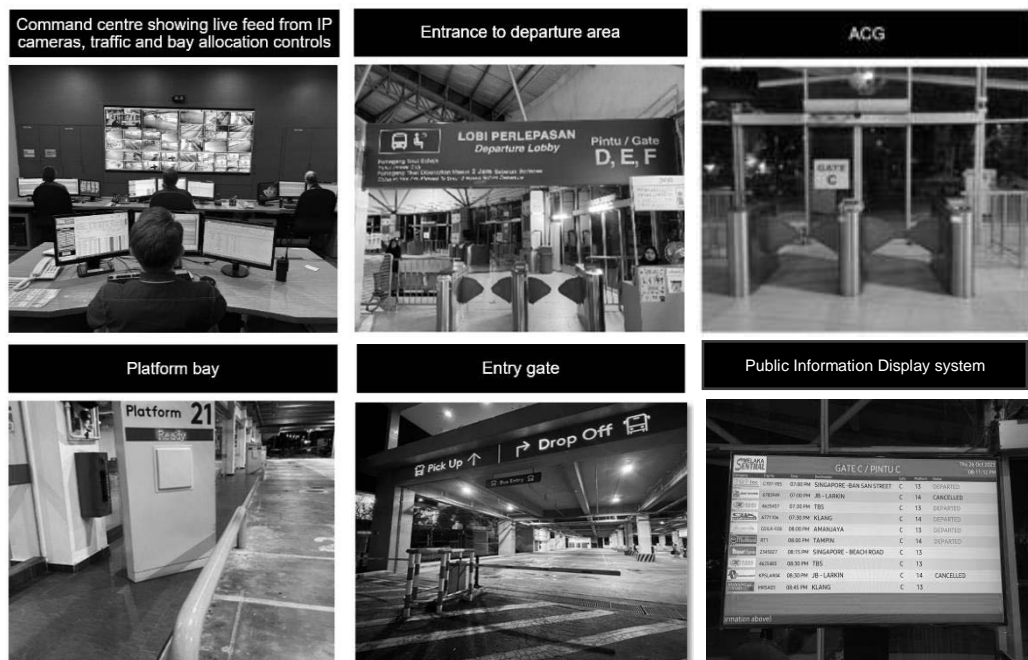 Command centre showing live feed from IP
cameras, traffic and bay allocation controls
Entrance to departure area
ACG
LOBI PERLEPASAN
Departure Lobby
Pintu / Gate
D, E, F
GATE
C
Platform bay
Entry gate
Public Information Display system
Platform 21
Ready
Pick Up
Drop Off
Bus Entry
MELAKA
SENTRAL
GATE C / PINTU C
07:00 PM SINGAPORE -BAN SAN STREET C 13 DEPARTED
07:00 PM JB - LARKIN C 14 CANCELLED
07:00 PM TBS C 13 DEPARTED
07:30 PM KLANG C 14 DEPARTED
08:00 PM AMANJAYA C 13 DEPARTED
08:00 PM TAMPIN C 14 DEPARTED
08:15 PM SINGAPORE - BEACH ROAD C 13
08:30 PM TBS C 13
08:30 PM JB - LARKIN C 14 CANCELLED
08:45 PM KLANG C 13
rmation above)